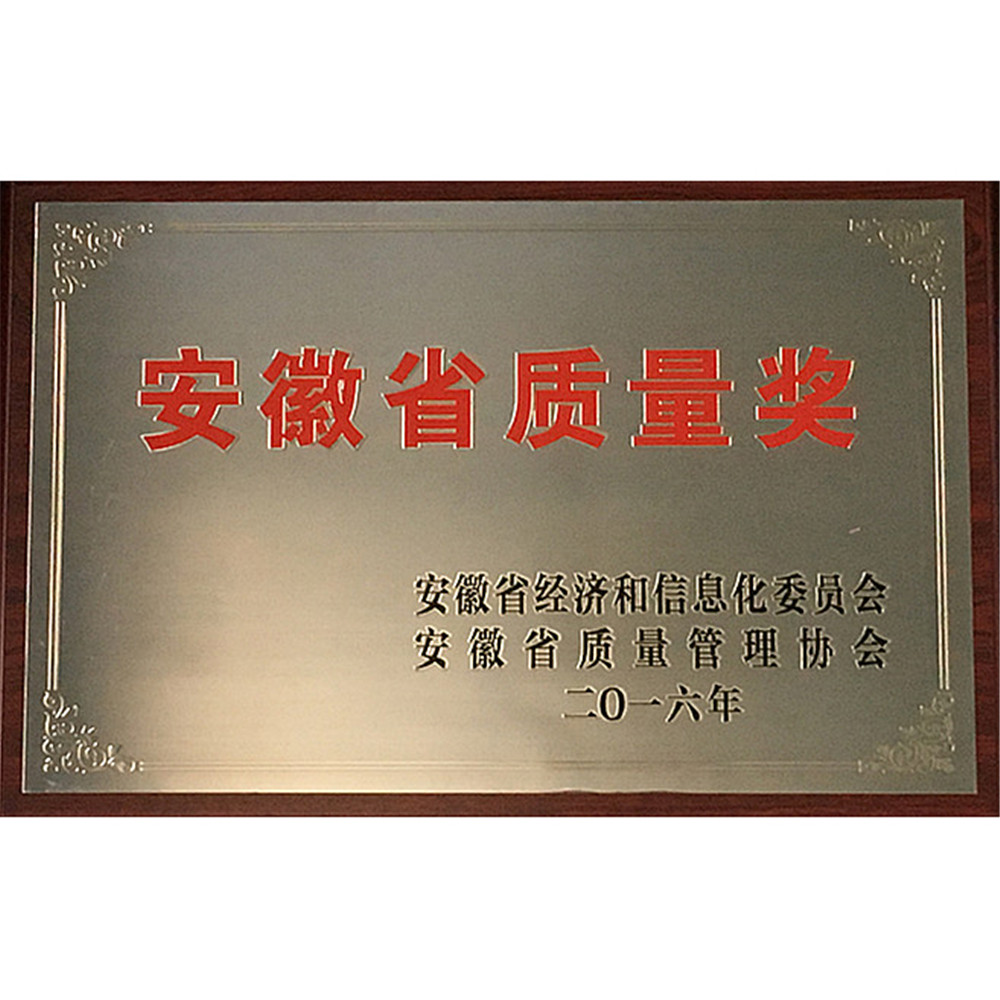 安徽省质量奖
安徽省经济和信息化委员会
安徽省质量管理协会
二〇一六年